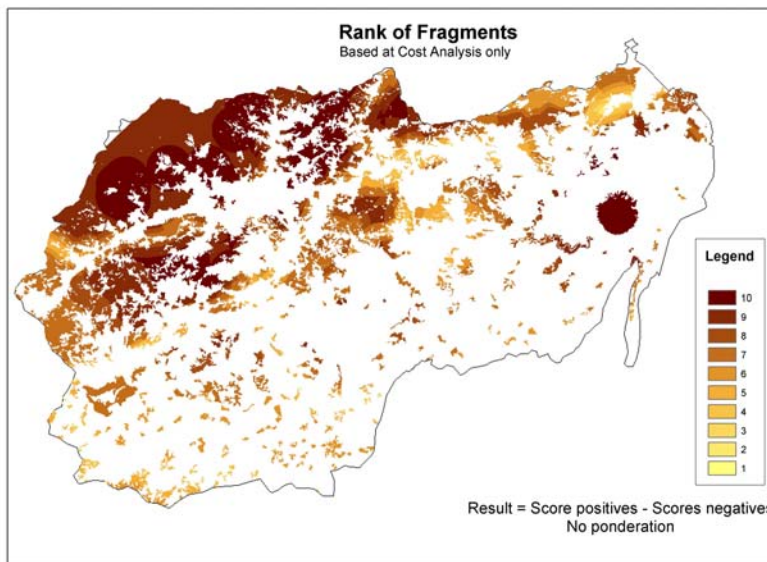 Rank of Fragments
Based at Cost Analysis only
Legend
10
9
8
7
6
5
4
3
2
1
Result = Score positives - Scores negatives
No ponderation